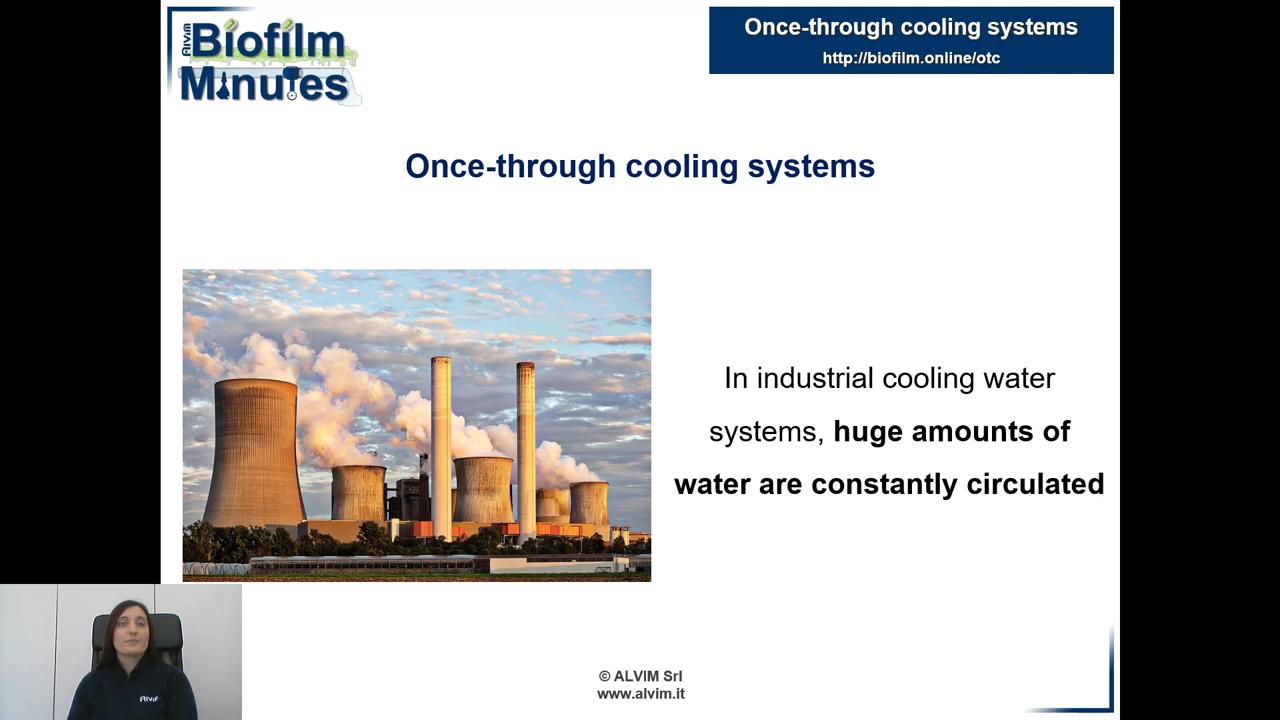 ALVIM
Biofilm
Minutes
Once-through cooling systems
http://biofilm.online/otc
Once-through cooling systems
In industrial cooling water
systems, huge amounts of
water are constantly circulated
ALVIM
© ALVIM Srl
www.alvim.it